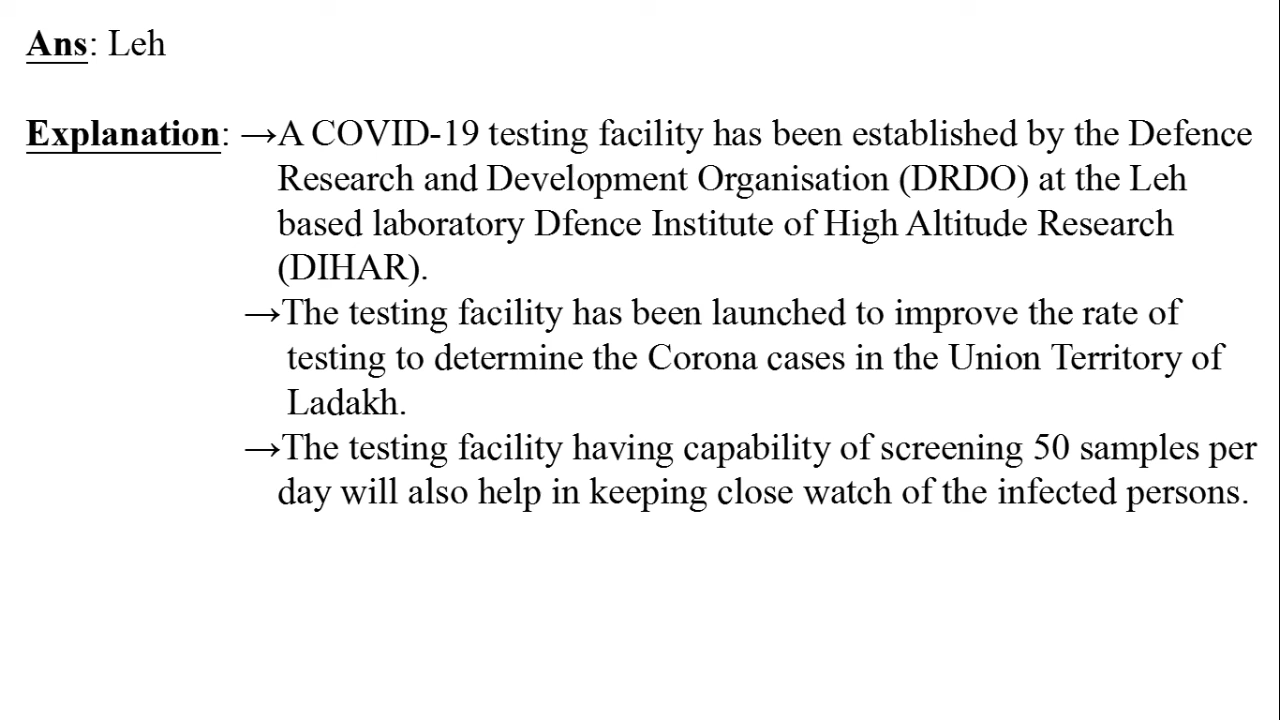 Ans: Leh
Explanation: →A COVID-19 testing facility has been established by the Defence
Research and Development Organisation (DRDO) at the Leh
based laboratory Dfence Institute of High Altitude Research
(DIHAR).
→The testing facility has been launched to improve the rate of
testing to determine the Corona cases in the Union Territory of
Ladakh.
→The testing facility having capability of screening 50 samples per
day will also help in keeping close watch of the infected persons.